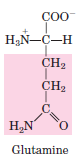 COO⁻
H₃N⁺—C—H
CH₂
CH₂
C
H₂N O
Glutamine